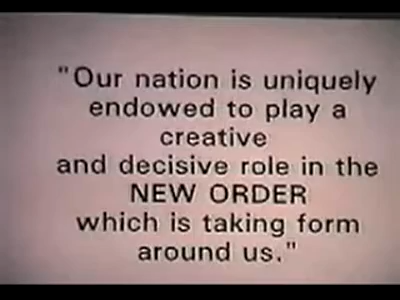 "Our nation is uniquely
endowed to play a
creative
and decisive role in the
NEW ORDER
which is taking form
around us."